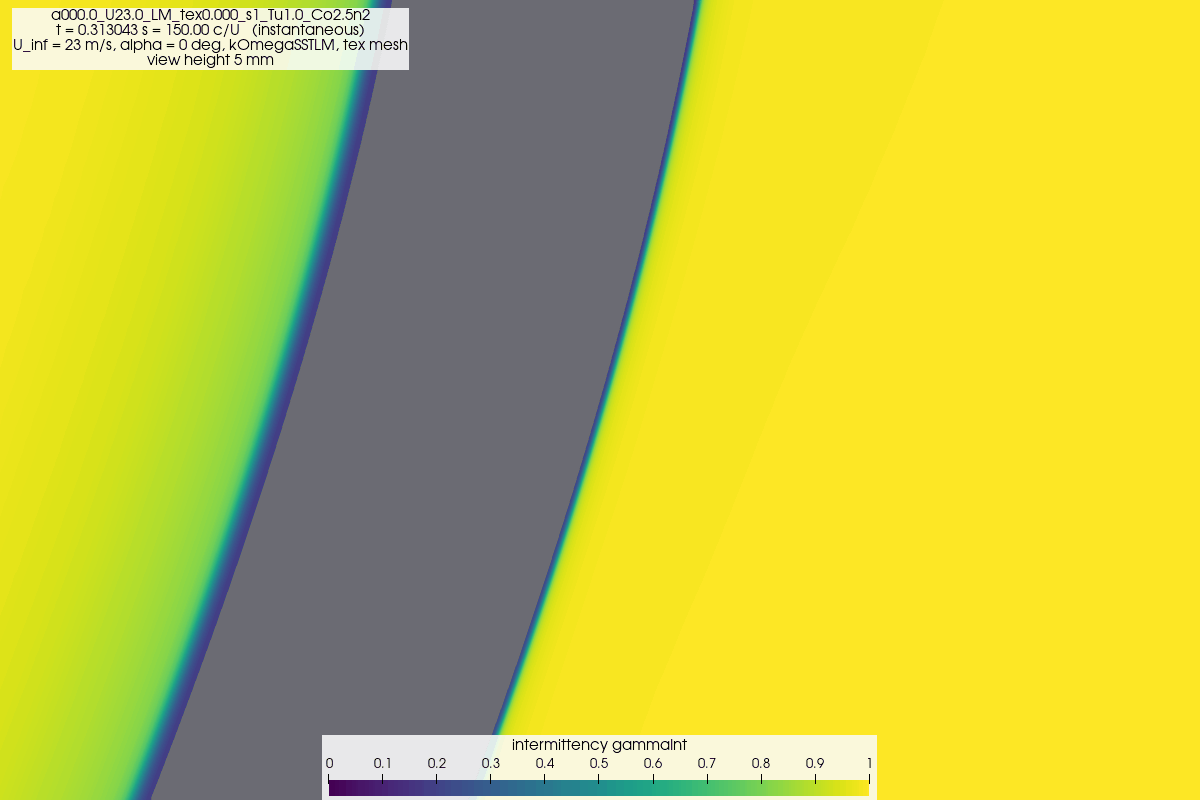 a000.0_U23.0_LM_tex0.000_s1_Tu1.0_Co2.5n2
t = 0.313043 s = 150.00 c/U (instantaneous)
U_inf = 23 m/s, alpha = 0 deg, kOmegaSSTLM, tex mesh
view height 5 mm
intermittency gammaInt
0 0.1 0.2 0.3 0.4 0.5 0.6 0.7 0.8 0.9 1